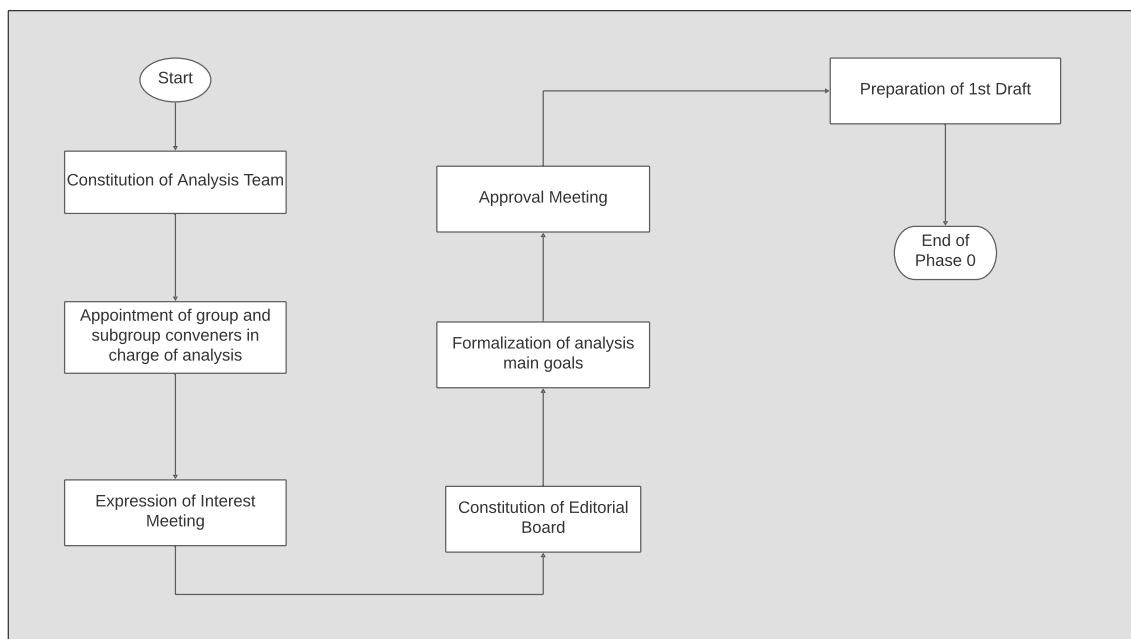 Start
Constitution of Analysis Team
Appointment of group and
subgroup conveners in
charge of analysis
Expression of Interest
Meeting
Constitution of Editorial
Board
Formalization of analysis
main goals
Approval Meeting
Preparation of 1st Draft
End of
Phase 0